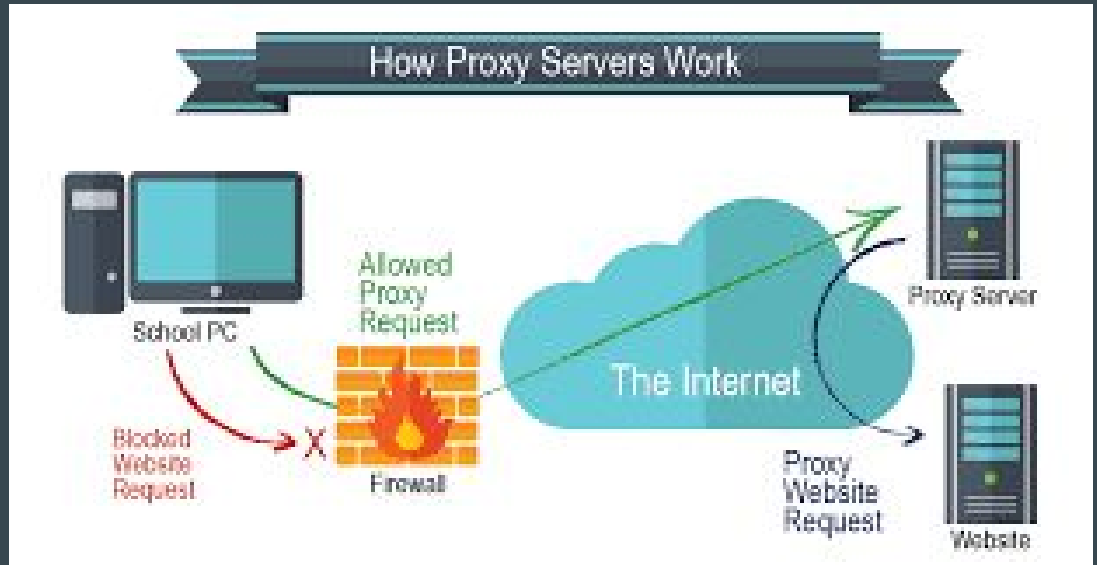 How Proxy Servers Work
School PC
Allowed
Proxy
Request
Blocked
Website
Request
Firewall
The Internet
Proxy Server
Proxy
Website
Request
Website
X